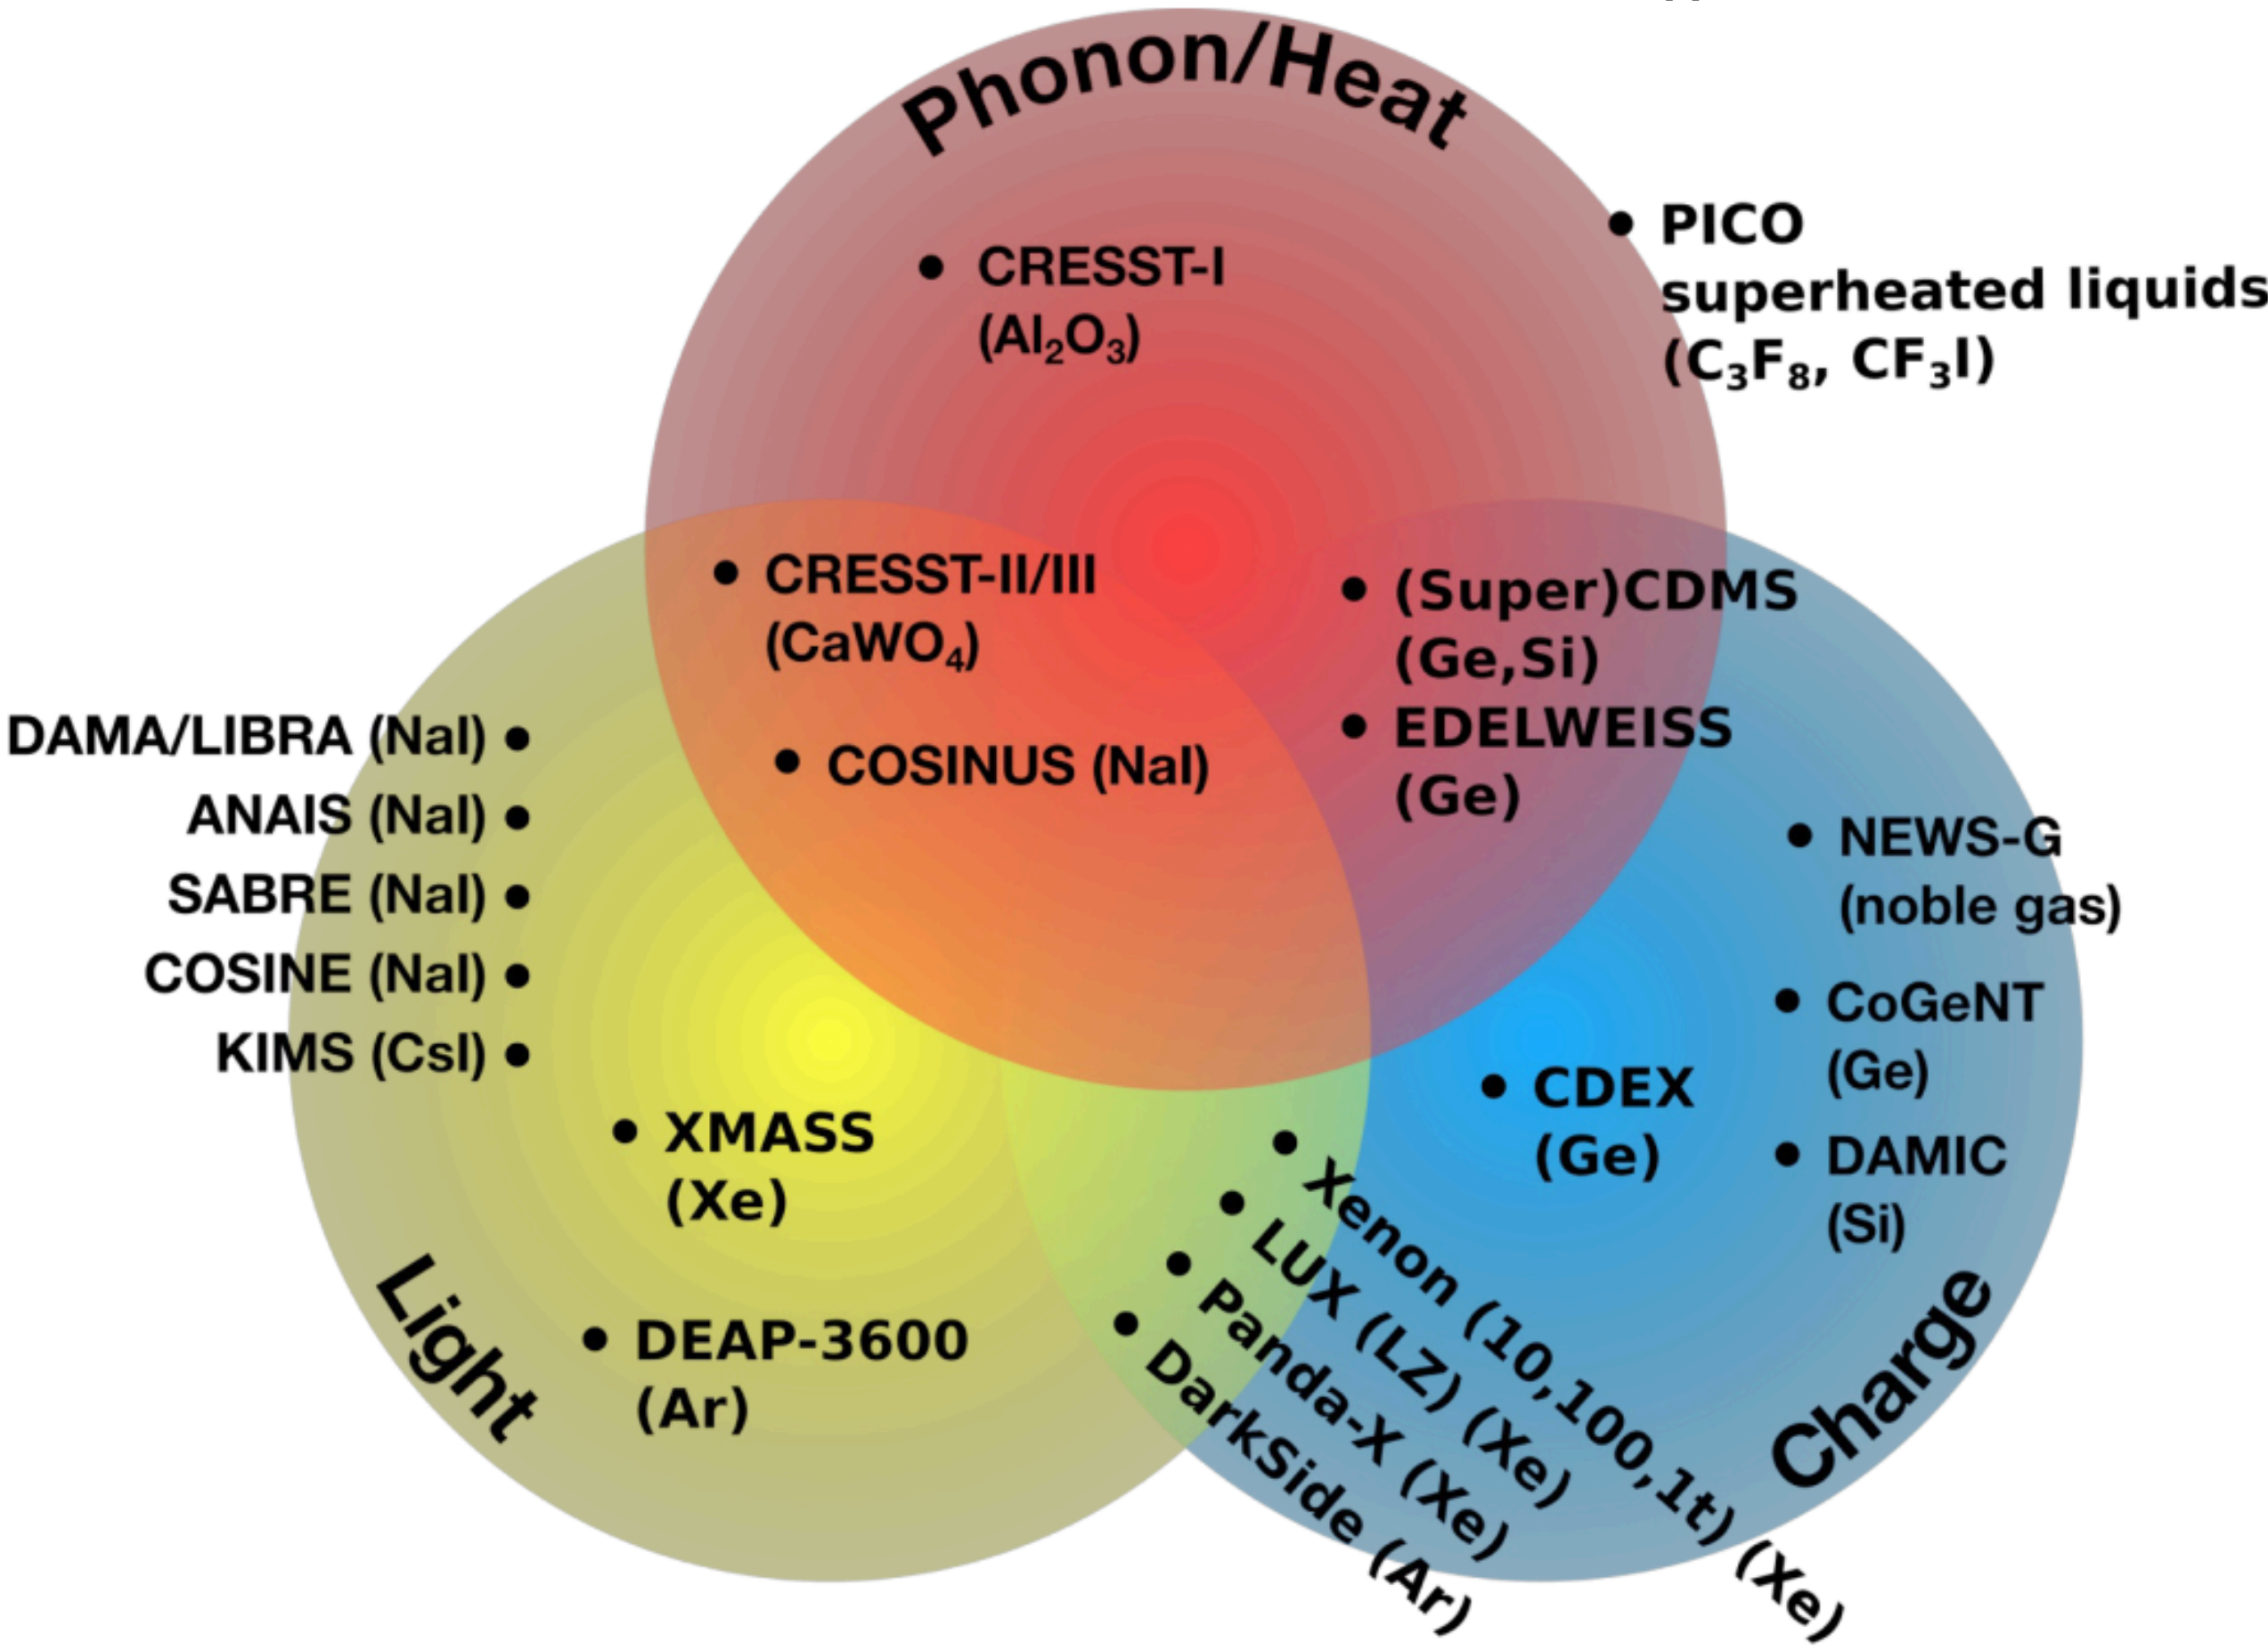 Phonon/Heat
• PICO
superheated liquids
(C₃F₈, CF₃I)
• CRESST-I
(Al₂O₃)
• CRESST-II/III
(CaWO₄)
• COSINUS (NaI)
• (Super)CDMS
(Ge,Si)
• EDELWEISS
(Ge)
DAMA/LIBRA (NaI) •
ANAIS (NaI) •
SABRE (NaI) •
COSINE (NaI) •
KIMS (CsI) •
• XMASS
(Xe)
• DEAP-3600
(Ar)
Light
• NEWS-G
(noble gas)
• CoGeNT
(Ge)
• CDEX
(Ge)
• DAMIC
(Si)
• Xenon (10,100,1t) (Xe)
• LUX (LZ) (Xe)
• Panda-X (Xe)
• DarkSide (Ar)
Charge